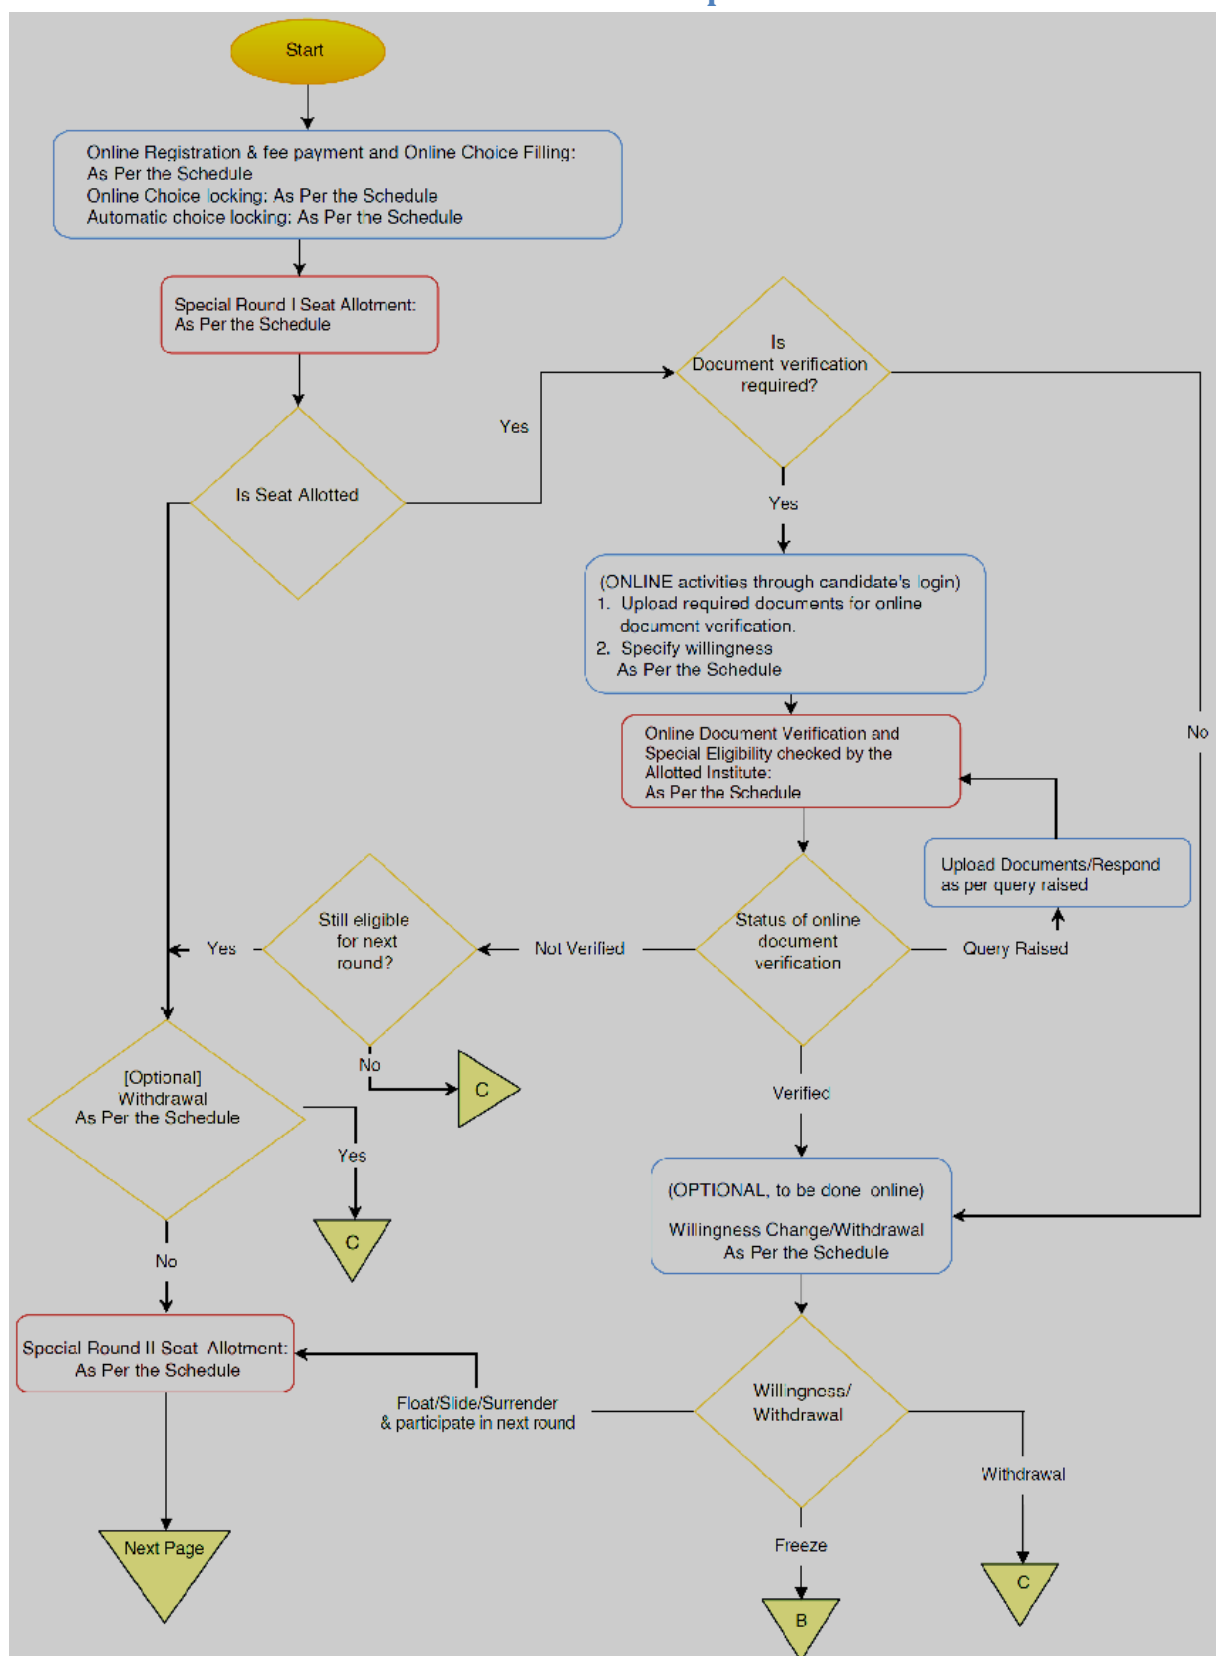 Start
Online Registration & fee payment and Online Choice Filling:
As Per the Schedule
Online Choice locking: As Per the Schedule
Automatic choice locking: As Per the Schedule
Special Round I Seat Allotment:
As Per the Schedule
Is
Document verification
required?
Yes
Is Seat Allotted
Yes
(ONLINE activities through candidate's login)
1. Upload required documents for online
document verification.
2. Specify willingness
As Per the Schedule
No
Online Document Verification and
Special Eligibility checked by the
Allotted Institute:
As Per the Schedule
Upload Documents/Respond
as per query raised
Still eligible
for next
round?
Status of online
document
verification
Yes
Not Verified
Query Raised
No
[Optional]
Withdrawal
As Per the Schedule
C
Verified
Yes
(OPTIONAL, to be done online)
Willingness Change/Withdrawal
As Per the Schedule
C
No
Special Round II Seat Allotment:
As Per the Schedule
Float/Slide/Surrender
& participate in next round
Willingness/
Withdrawal
Withdrawal
Next Page
Freeze
C
B